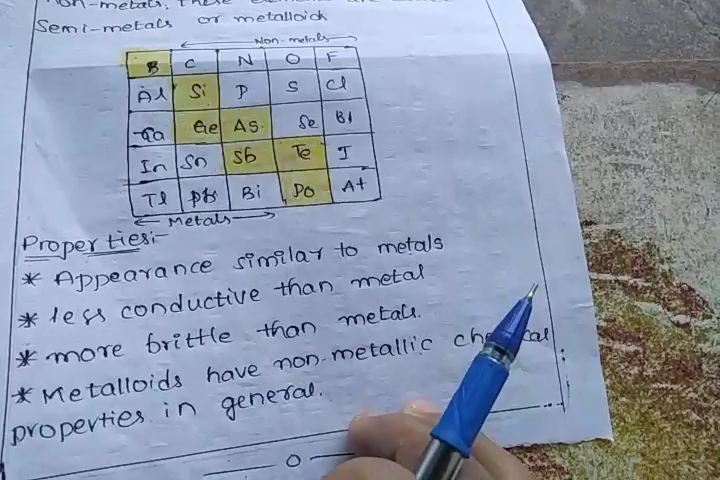 Semi-metals or metalloids
Non-metals
B C N O F
Al Si P S Cl
Ga Ge As Se Br
In Sn Sb Te I
Tl Pb Bi Po At
Metals
Properties:-
* Appearance similar to metals
* less conductive than metal
* more brittle than metals.
* Metalloids have non-metallic
properties in general.